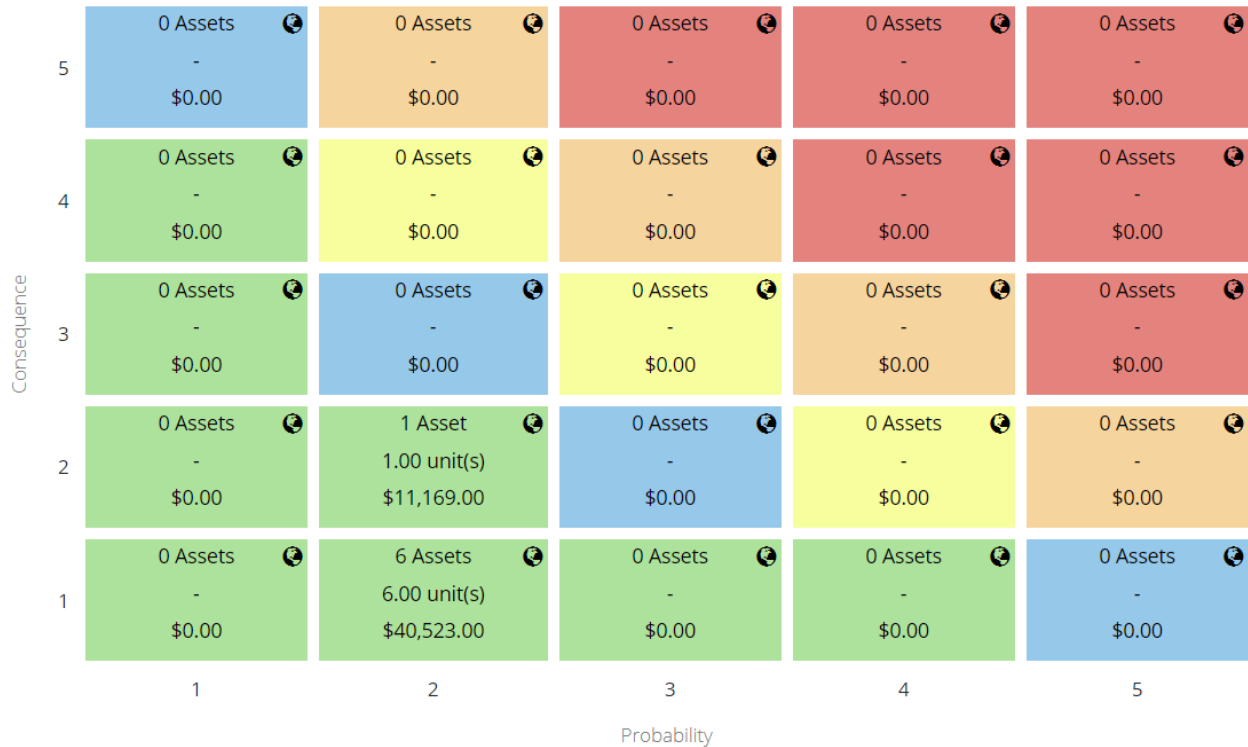 0 Assets 0 Assets 0 Assets 0 Assets 0 Assets
5 - - - - -
$0.00 $0.00 $0.00 $0.00 $0.00
0 Assets 0 Assets 0 Assets 0 Assets 0 Assets
4 - - - - -
$0.00 $0.00 $0.00 $0.00 $0.00
Consequence
0 Assets 0 Assets 0 Assets 0 Assets 0 Assets
3 - - - - -
$0.00 $0.00 $0.00 $0.00 $0.00
0 Assets 1 Asset 0 Assets 0 Assets 0 Assets
2 - 1.00 unit(s) - - -
$0.00 $11,169.00 $0.00 $0.00 $0.00
0 Assets 6 Assets 0 Assets 0 Assets 0 Assets
1 - 6.00 unit(s) - - -
$0.00 $40,523.00 $0.00 $0.00 $0.00
1 2 3 4 5
Probability